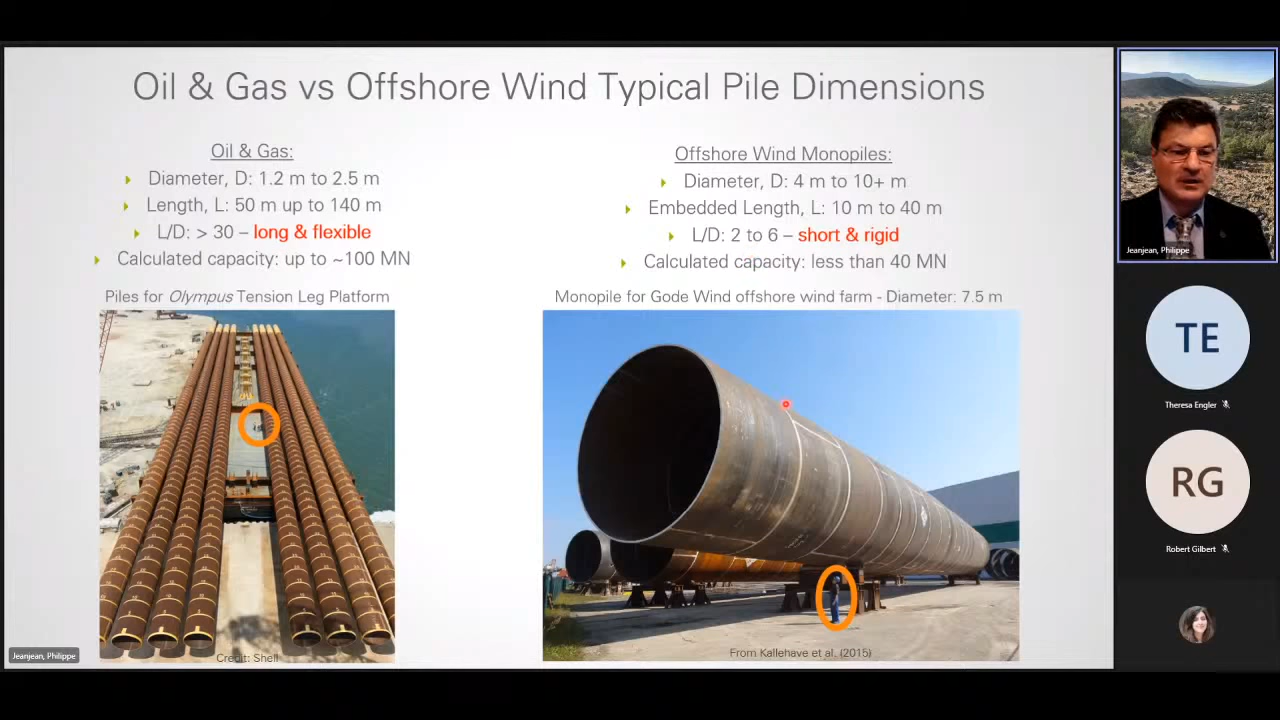 Oil & Gas vs Offshore Wind Typical Pile Dimensions
Oil & Gas:
Diameter, D: 1.2 m to 2.5 m
Length, L: 50 m up to 140 m
L/D: > 30 – long & flexible
Calculated capacity: up to ~100 MN
Piles for Olympus Tension Leg Platform
Credit: Shell
Offshore Wind Monopiles:
Diameter, D: 4 m to 10+ m
Embedded Length, L: 10 m to 40 m
L/D: 2 to 6 – short & rigid
Calculated capacity: less than 40 MN
Monopile for Gode Wind offshore wind farm - Diameter: 7.5 m
From Kallehave et al. (2015)
Jeanjean, Philippe
Jeanjean, Philippe
TE
Theresa Engler
RG
Robert Gilbert